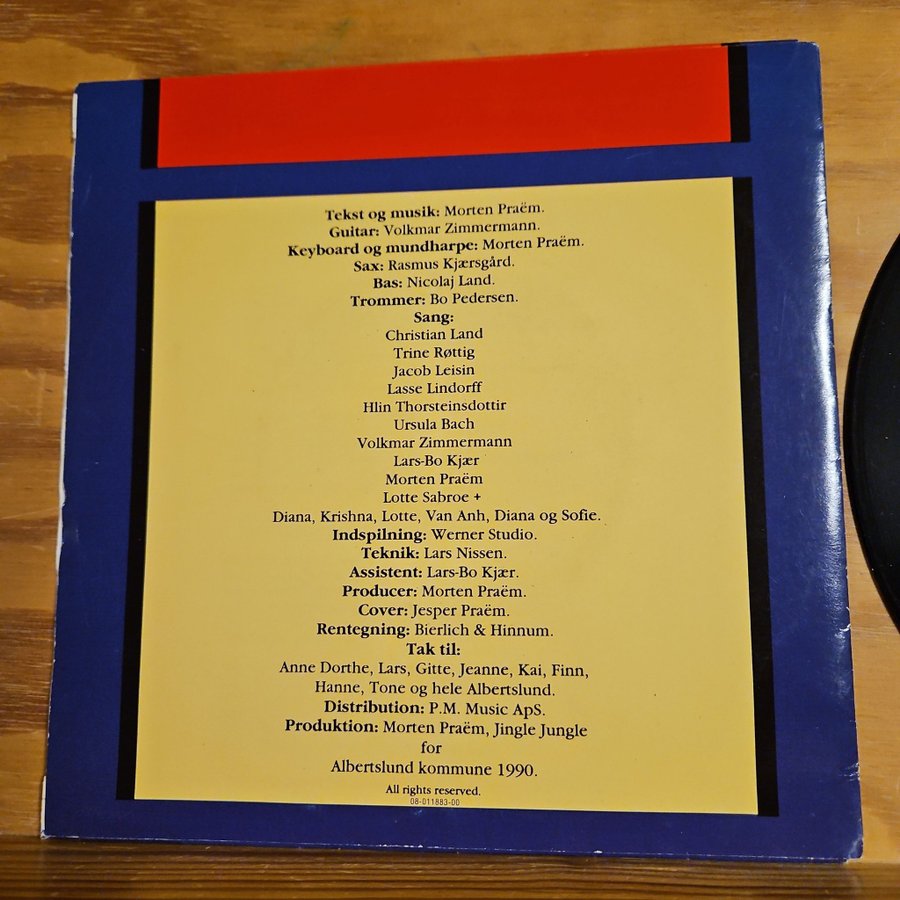 Tekst og musik: Morten Praëm.
Guitar: Volkmar Zimmermann.
Keyboard og mundharpe: Morten Praëm.
Sax: Rasmus Kjærsgård.
Bas: Nicolaj Land.
Trommer: Bo Pedersen.
Sang:
Christian Land
Trine Røttig
Jacob Leisin
Lasse Lindorff
Hlin Thorsteinsdottir
Ursula Bach
Volkmar Zimmermann
Lars-Bo Kjær
Morten Praëm
Lotte Sabroe +
Diana, Krishna, Lotte, Van Anh, Diana og Sofie.
Indspilning: Werner Studio.
Teknik: Lars Nissen.
Assistent: Lars-Bo Kjær.
Producer: Morten Praëm.
Cover: Jesper Praëm.
Rentegning: Bierlich & Hinnum.
Tak til:
Anne Dorthe, Lars, Gitte, Jeanne, Kai, Finn,
Hanne, Tone og hele Albertslund.
Distribution: P.M. Music ApS.
Produktion: Morten Praëm, Jingle Jungle
for
Albertslund kommune 1990.
All rights reserved.
08-011883-00